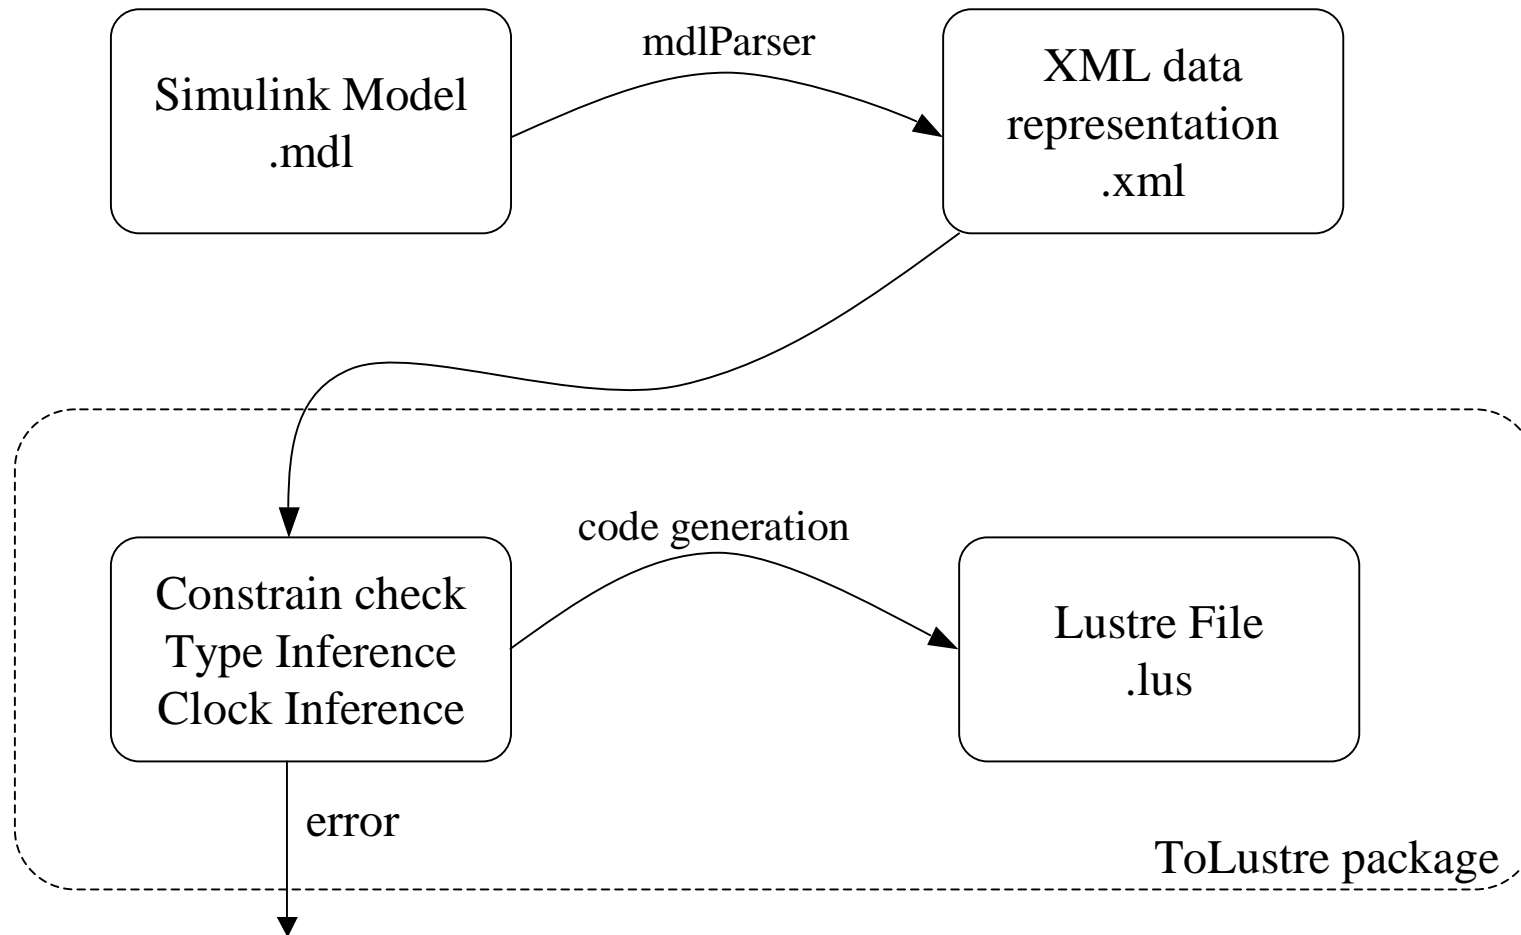 mdlParser
Simulink Model
.mdl
XML data
representation
.xml
code generation
Constrain check
Type Inference
Clock Inference
Lustre File
.lus
error
ToLustre package